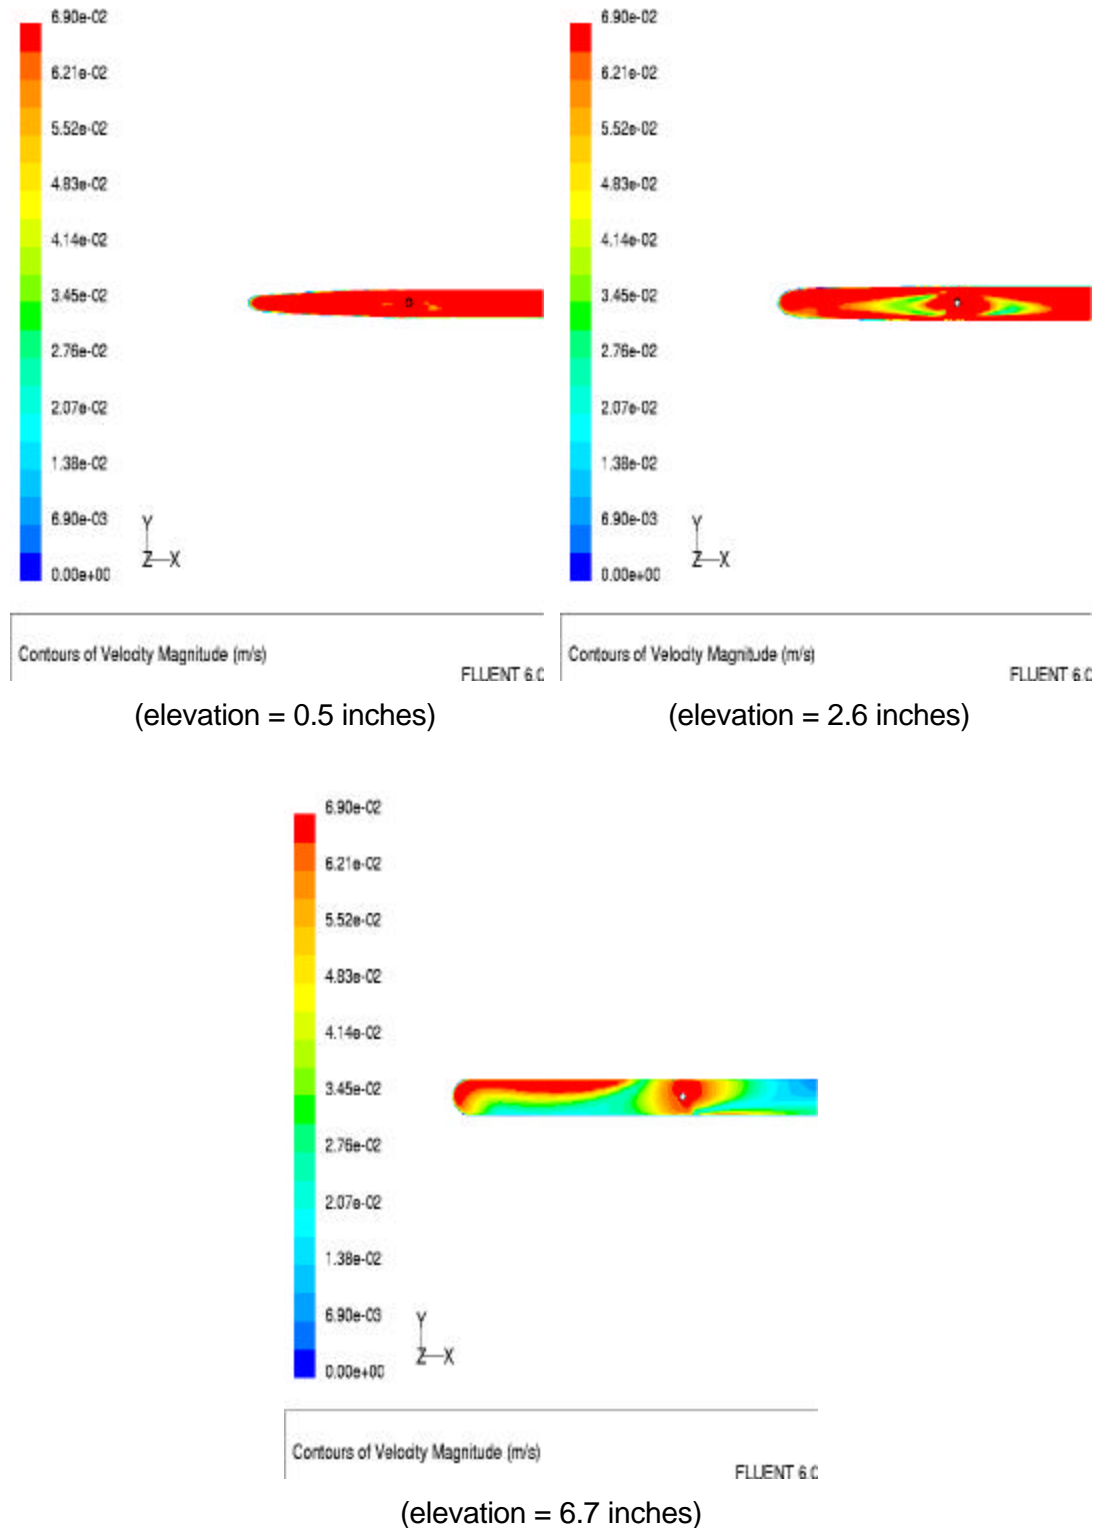 6.90e-02
6.21e-02
5.52e-02
4.83e-02
4.14e-02
3.45e-02
2.76e-02
2.07e-02
1.38e-02
6.90e-03
0.00e+00
Y
Z X
Contours of Velocity Magnitude (m/s)
FLUENT 6.0
(elevation = 0.5 inches)
6.90e-02
6.21e-02
5.52e-02
4.83e-02
4.14e-02
3.45e-02
2.76e-02
2.07e-02
1.38e-02
6.90e-03
0.00e+00
Y
Z X
Contours of Velocity Magnitude (m/s)
FLUENT 6.0
(elevation = 2.6 inches)
6.90e-02
6.21e-02
5.52e-02
4.83e-02
4.14e-02
3.45e-02
2.76e-02
2.07e-02
1.38e-02
6.90e-03
0.00e+00
Y
Z X
Contours of Velocity Magnitude (m/s)
FLUENT 6.0
(elevation = 6.7 inches)